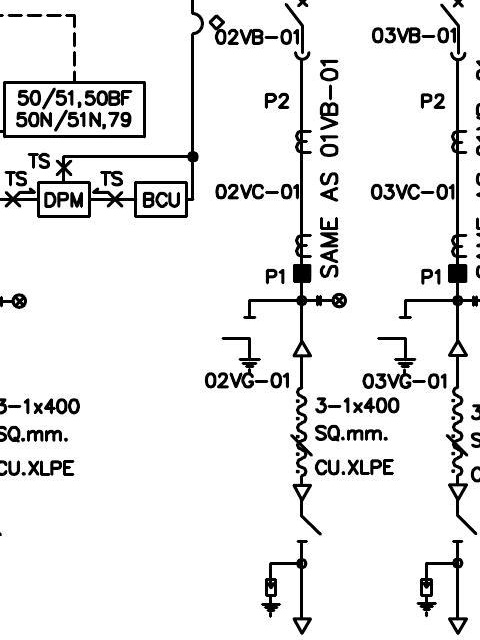 02VB-01
03VB-01
P2
P2
50/51,50BF
50N/51N,79
SAME AS 01VB-01
TS
TS
TS
02VC-01
03VC-01
DPM
BCU
P1
P1
02VG-01
03VG-01
3-1x400
SQ.mm.
CU.XLPE
3-1x400
SQ.mm.
CU.XLPE